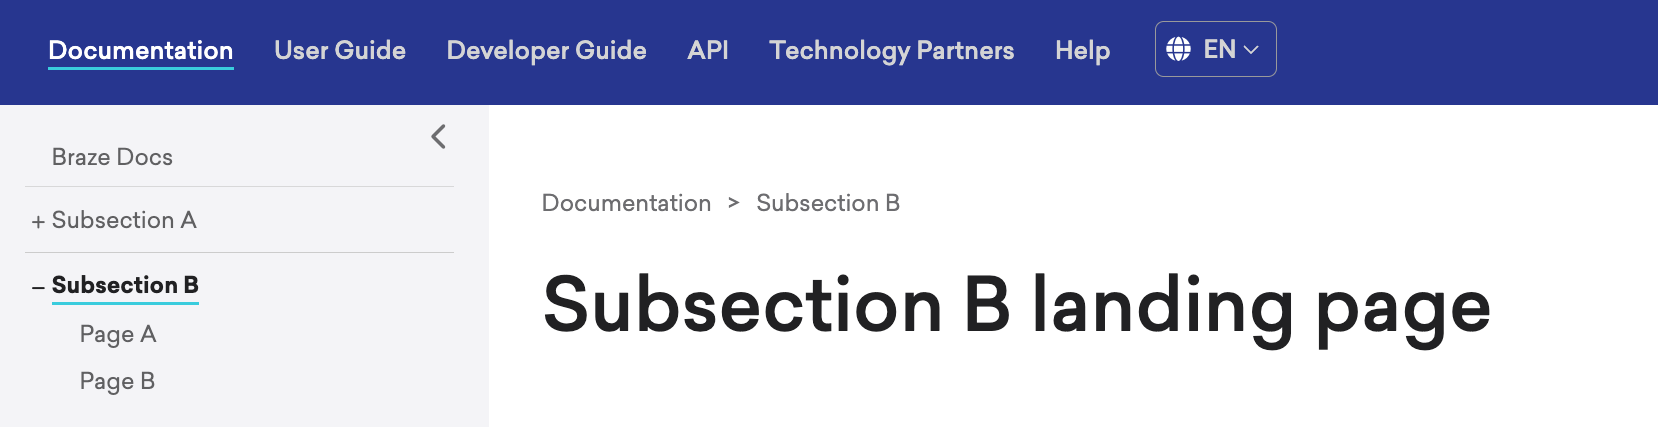 Documentation User Guide Developer Guide API Technology Partners Help EN
Braze Docs
+ Subsection A
– Subsection B
Page A
Page B
Documentation > Subsection B
Subsection B landing page